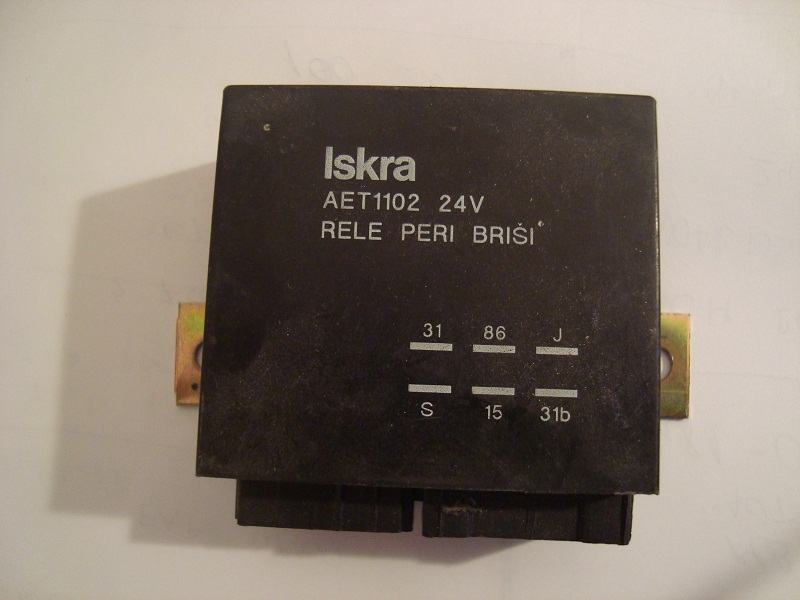 Iskra
AET1102 24V
RELE PERI BRIŠI
31 86 J
S 15 31b